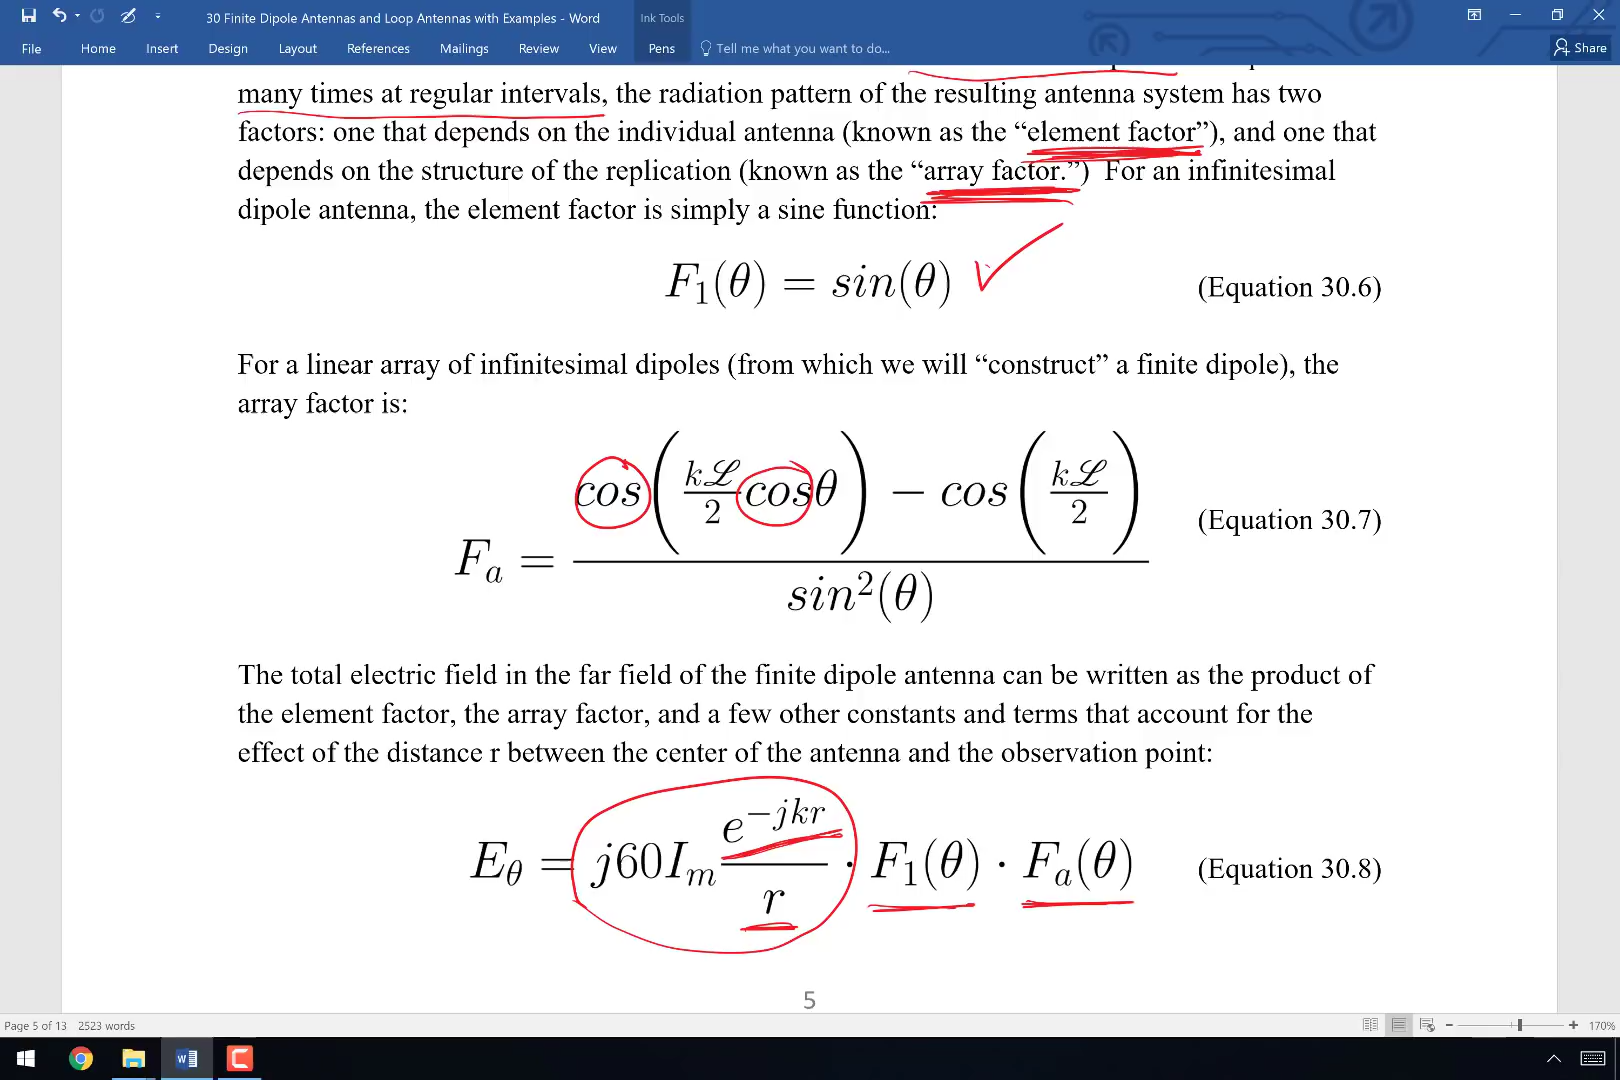 30 Finite Dipole Antennas and Loop Antennas with Examples - Word
Ink Tools
File Home Insert Design Layout References Mailings Review View Pens Tell me what you want to do... Share
many times at regular intervals, the radiation pattern of the resulting antenna system has two
factors: one that depends on the individual antenna (known as the “element factor”), and one that
depends on the structure of the replication (known as the “array factor.”) For an infinitesimal
dipole antenna, the element factor is simply a sine function:
F₁(θ) = sin(θ) (Equation 30.6)
For a linear array of infinitesimal dipoles (from which we will “construct” a finite dipole), the
array factor is:
F_a = \frac{cos(\frac{kℒ}{2}cosθ) − cos(\frac{kℒ}{2})}{sin²(θ)} (Equation 30.7)
The total electric field in the far field of the finite dipole antenna can be written as the product of
the element factor, the array factor, and a few other constants and terms that account for the
effect of the distance r between the center of the antenna and the observation point:
E_θ = j60I_m \frac{e^{−jkr}}{r} · F₁(θ) · F_a(θ) (Equation 30.8)
5
Page 5 of 13 2523 words
170%